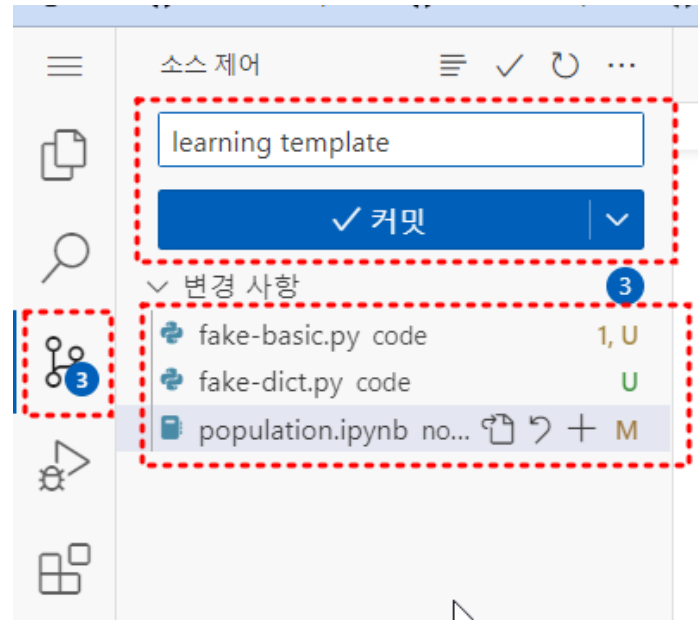 소스 제어
learning template
커밋
변경 사항 3
fake-basic.py code 1, U
3
fake-dict.py code U
population.ipynb no... M